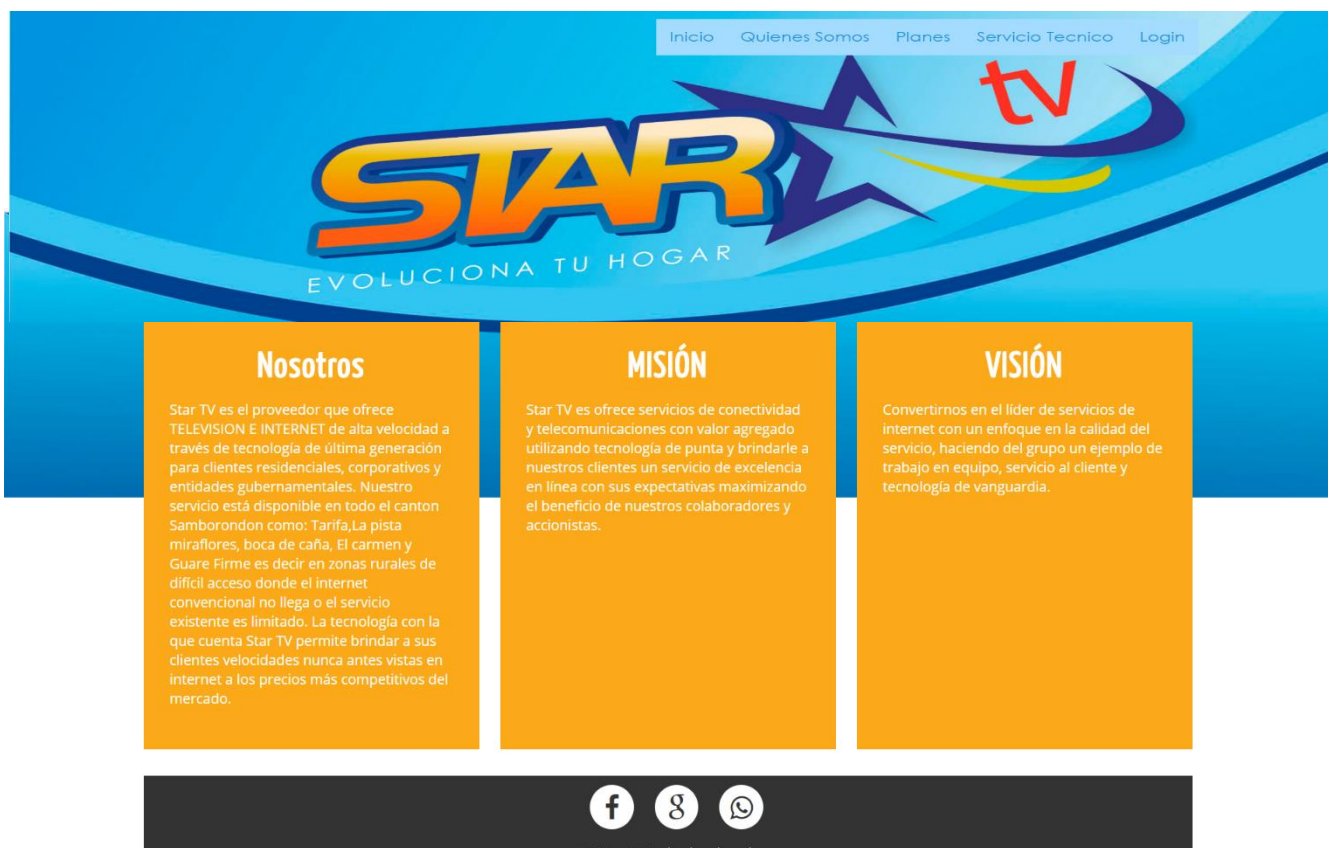 Inicio Quienes Somos Planes Servicio Tecnico Login
tv
STAR
EVOLUCIONA TU HOGAR
Nosotros
Star TV es el proveedor que ofrece
TELEVISION E INTERNET de alta velocidad a
través de tecnología de última generación
para clientes residenciales, corporativos y
entidades gubernamentales. Nuestro
servicio está disponible en todo el canton
Samborondon como: Tarifa,La pista
miraflores, boca de caña, El carmen y
Guare Firme es decir en zonas rurales de
difícil acceso donde el internet
convencional no llega o el servicio
existente es limitado. La tecnología con la
que cuenta Star TV permite brindar a sus
clientes velocidades nunca antes vistas en
internet a los precios más competitivos del
mercado.
MISIÓN
Star TV es ofrece servicios de conectividad
y telecomunicaciones con valor agregado
utilizando tecnología de punta y brindarle a
nuestros clientes un servicio de excelencia
en línea con sus expectativas maximizando
el beneficio de nuestros colaboradores y
accionistas.
VISIÓN
Convertirnos en el líder de servicios de
internet con un enfoque en la calidad del
servicio, haciendo del grupo un ejemplo de
trabajo en equipo, servicio al cliente y
tecnología de vanguardia.